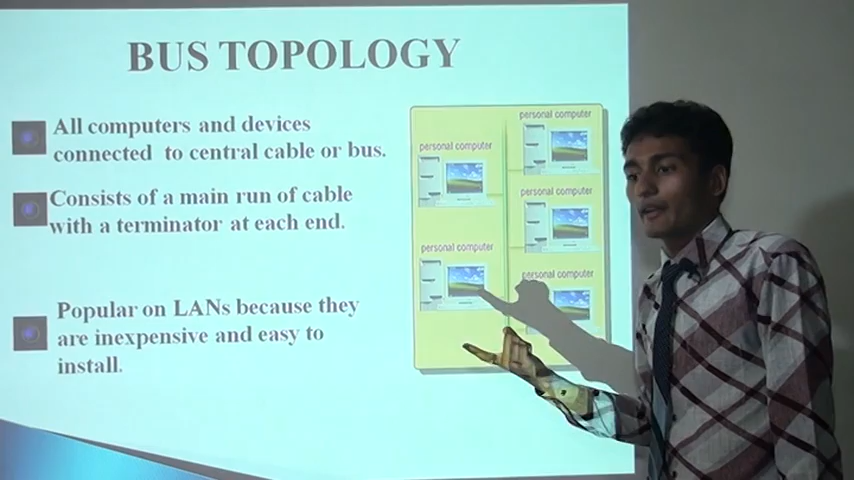 BUS TOPOLOGY
All computers and devices
connected to central cable or bus.
Consists of a main run of cable
with a terminator at each end.
Popular on LANs because they
are inexpensive and easy to
install.
personal computer
personal computer
personal computer
personal computer
personal computer